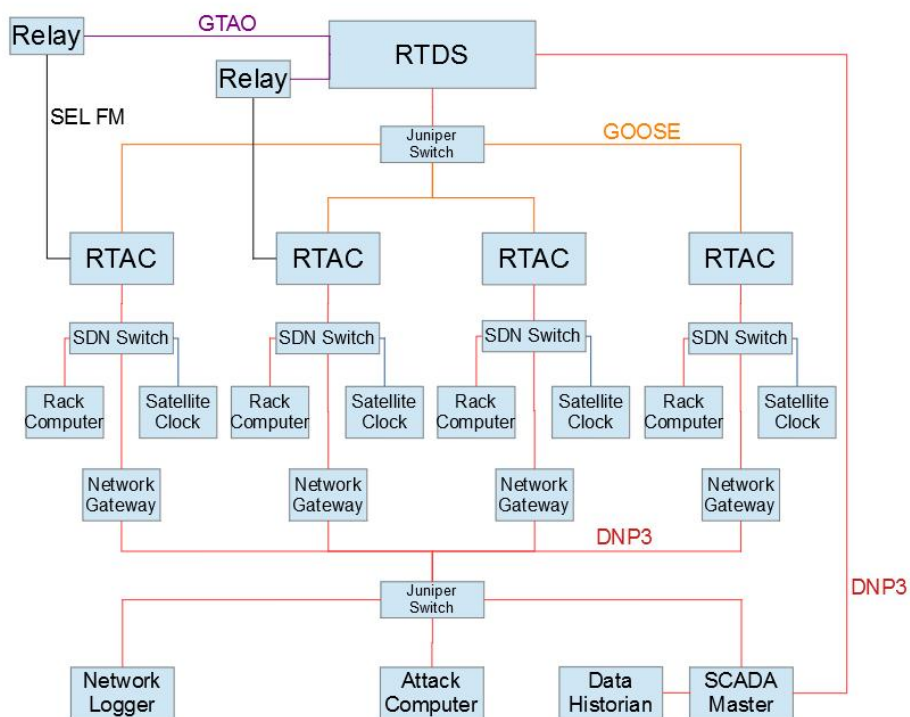 GTAO
Relay
RTDS
Relay
SEL FM
Juniper
Switch
GOOSE
RTAC
RTAC
RTAC
RTAC
SDN Switch
SDN Switch
SDN Switch
SDN Switch
Rack
Computer
Satellite
Clock
Rack
Computer
Satellite
Clock
Rack
Computer
Satellite
Clock
Rack
Computer
Satellite
Clock
Network
Gateway
Network
Gateway
Network
Gateway
Network
Gateway
DNP3
DNP3
Juniper
Switch
Network
Logger
Attack
Computer
Data
Historian
SCADA
Master